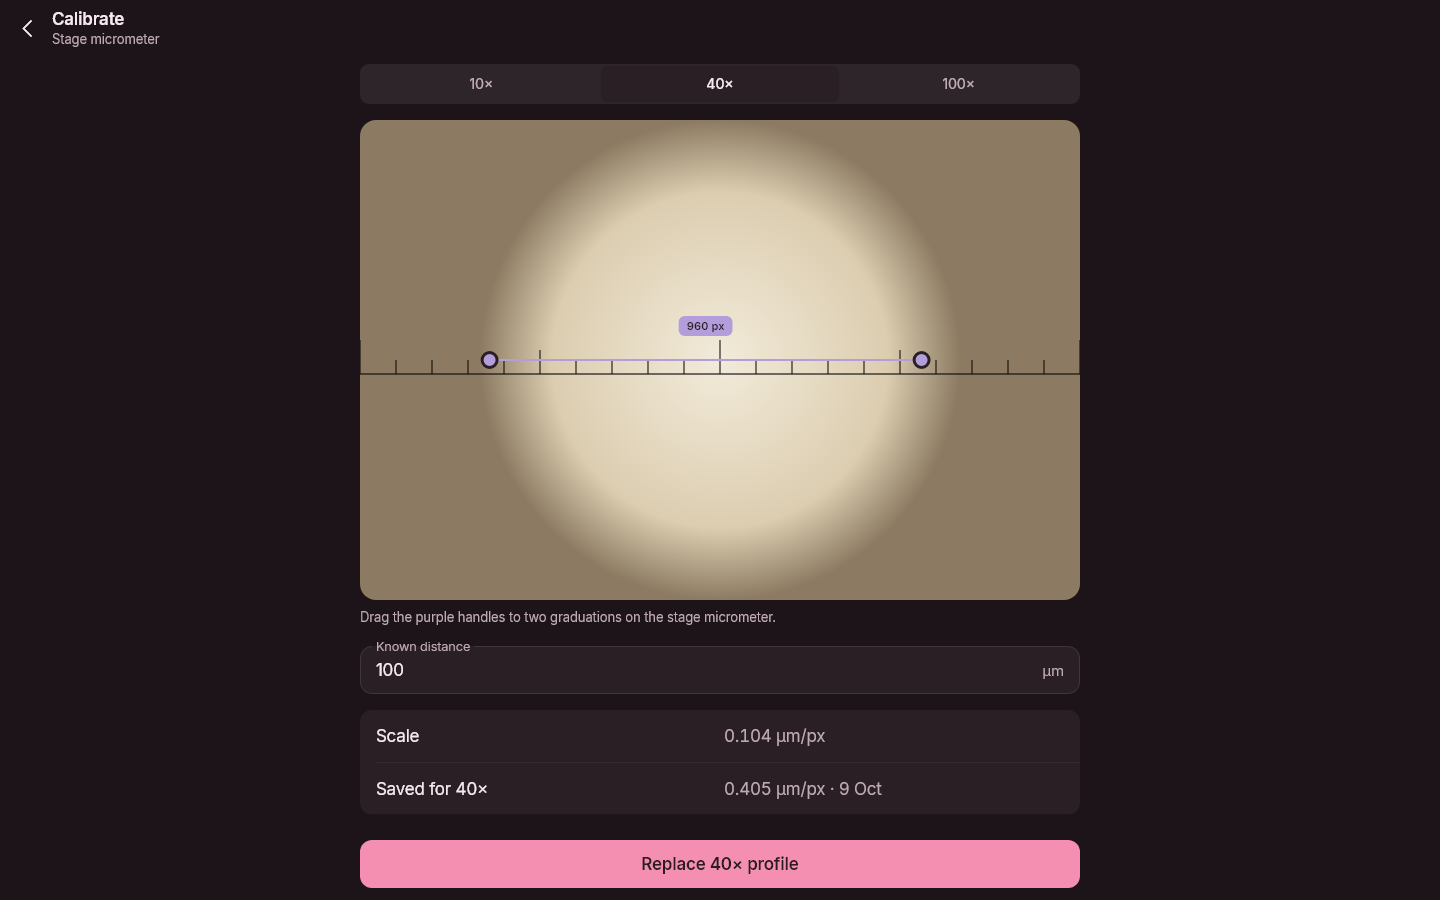 Calibrate
Stage micrometer
10×
40×
100×
960 px
Drag the purple handles to two graduations on the stage micrometer.
Known distance
100
µm
Scale
0.104 µm/px
Saved for 40×
0.405 µm/px · 9 Oct
Replace 40× profile